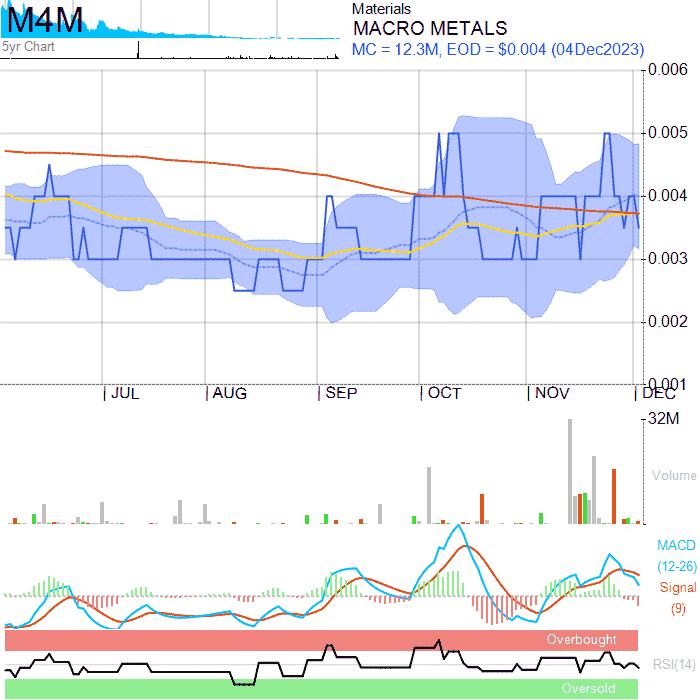 M4M
5yr Chart
Materials
MACRO METALS
MC = 12.3M, EOD = $0.004 (04Dec2023)
0.006
0.005
0.004
0.003
0.002
0.001
JUL AUG SEP OCT NOV DEC
32M
Volume
MACD
(12-26)
Signal
(9)
Overbought
RSI(14)
Oversold